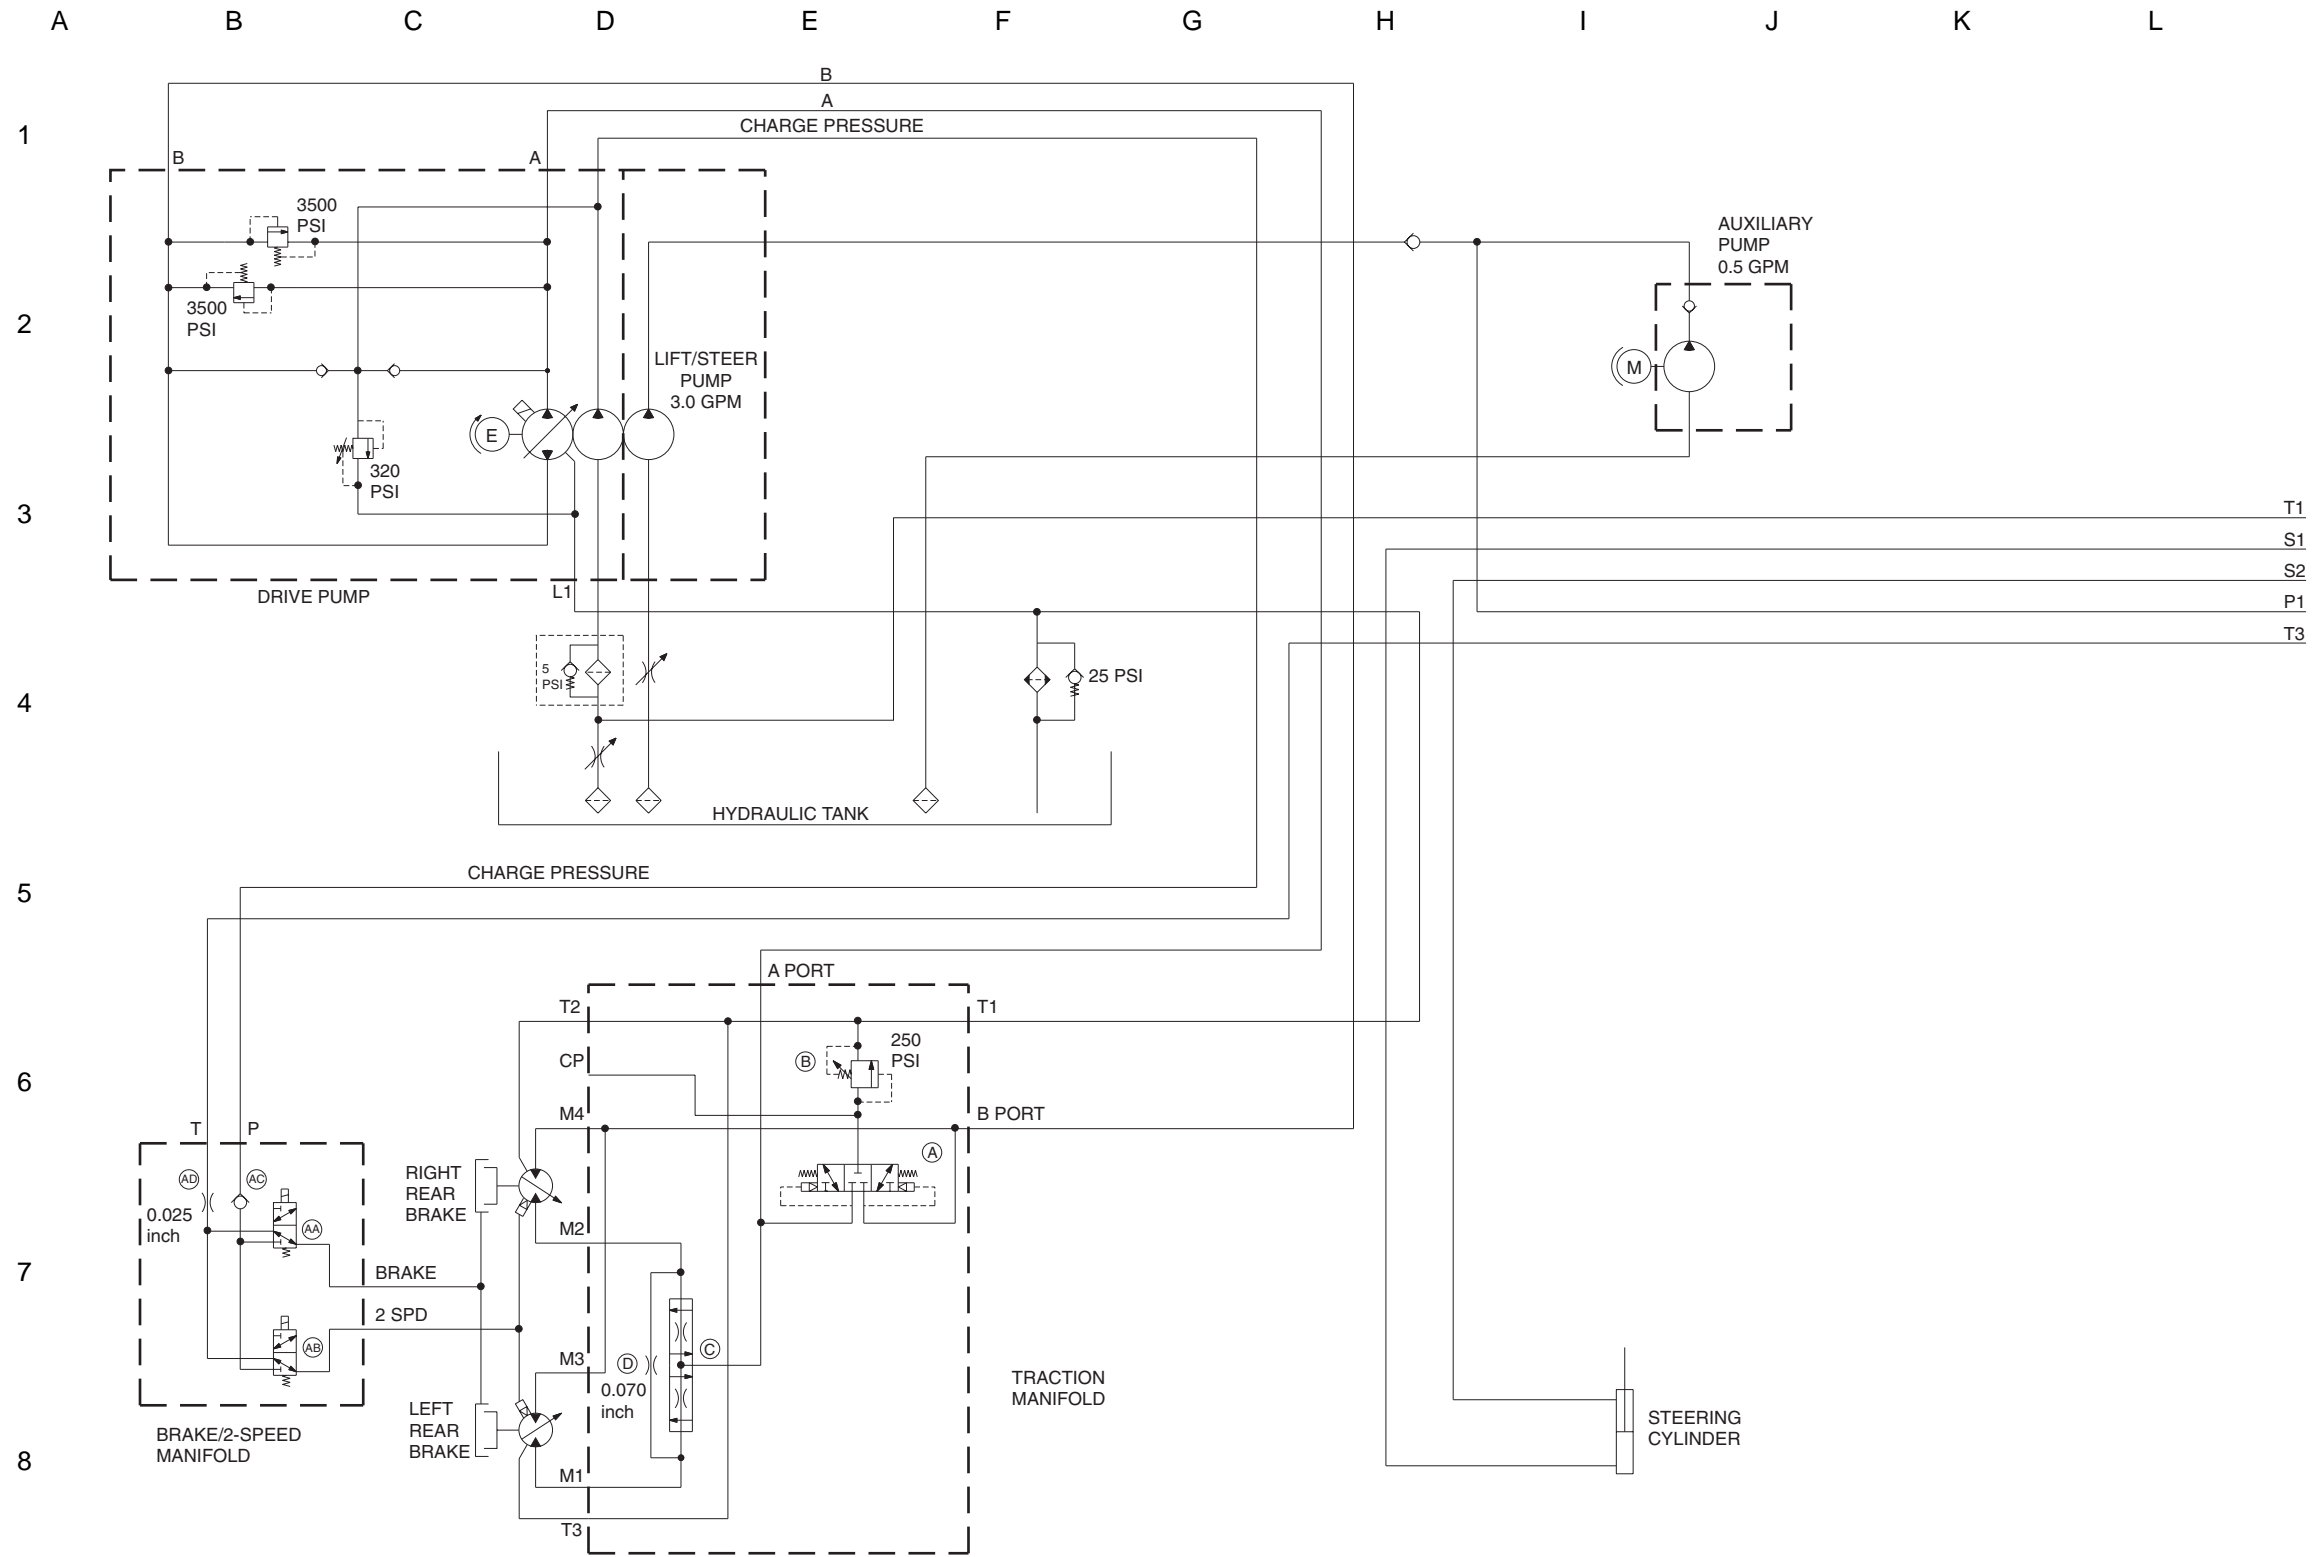 A B C D E F G H I J K L
B
A
1
CHARGE PRESSURE
B A
3500
PSI
AUXILIARY
PUMP
0.5 GPM
3500
PSI
2
LIFT/STEER
PUMP
3.0 GPM
M
E
320
PSI
3
T1
S1
S2
P1
T3
DRIVE PUMP
L1
5
PSI
25 PSI
4
HYDRAULIC TANK
CHARGE PRESSURE
5
A PORT
T2
T1
250
PSI
B
CP
6
M4
B PORT
T P
A
RIGHT
REAR
BRAKE
AD
AC
0.025
inch
AA
M2
7
BRAKE
2 SPD
AB
M3
D
C
0.070
inch
TRACTION
MANIFOLD
LEFT
REAR
BRAKE
STEERING
CYLINDER
BRAKE/2-SPEED
MANIFOLD
8
M1
T3